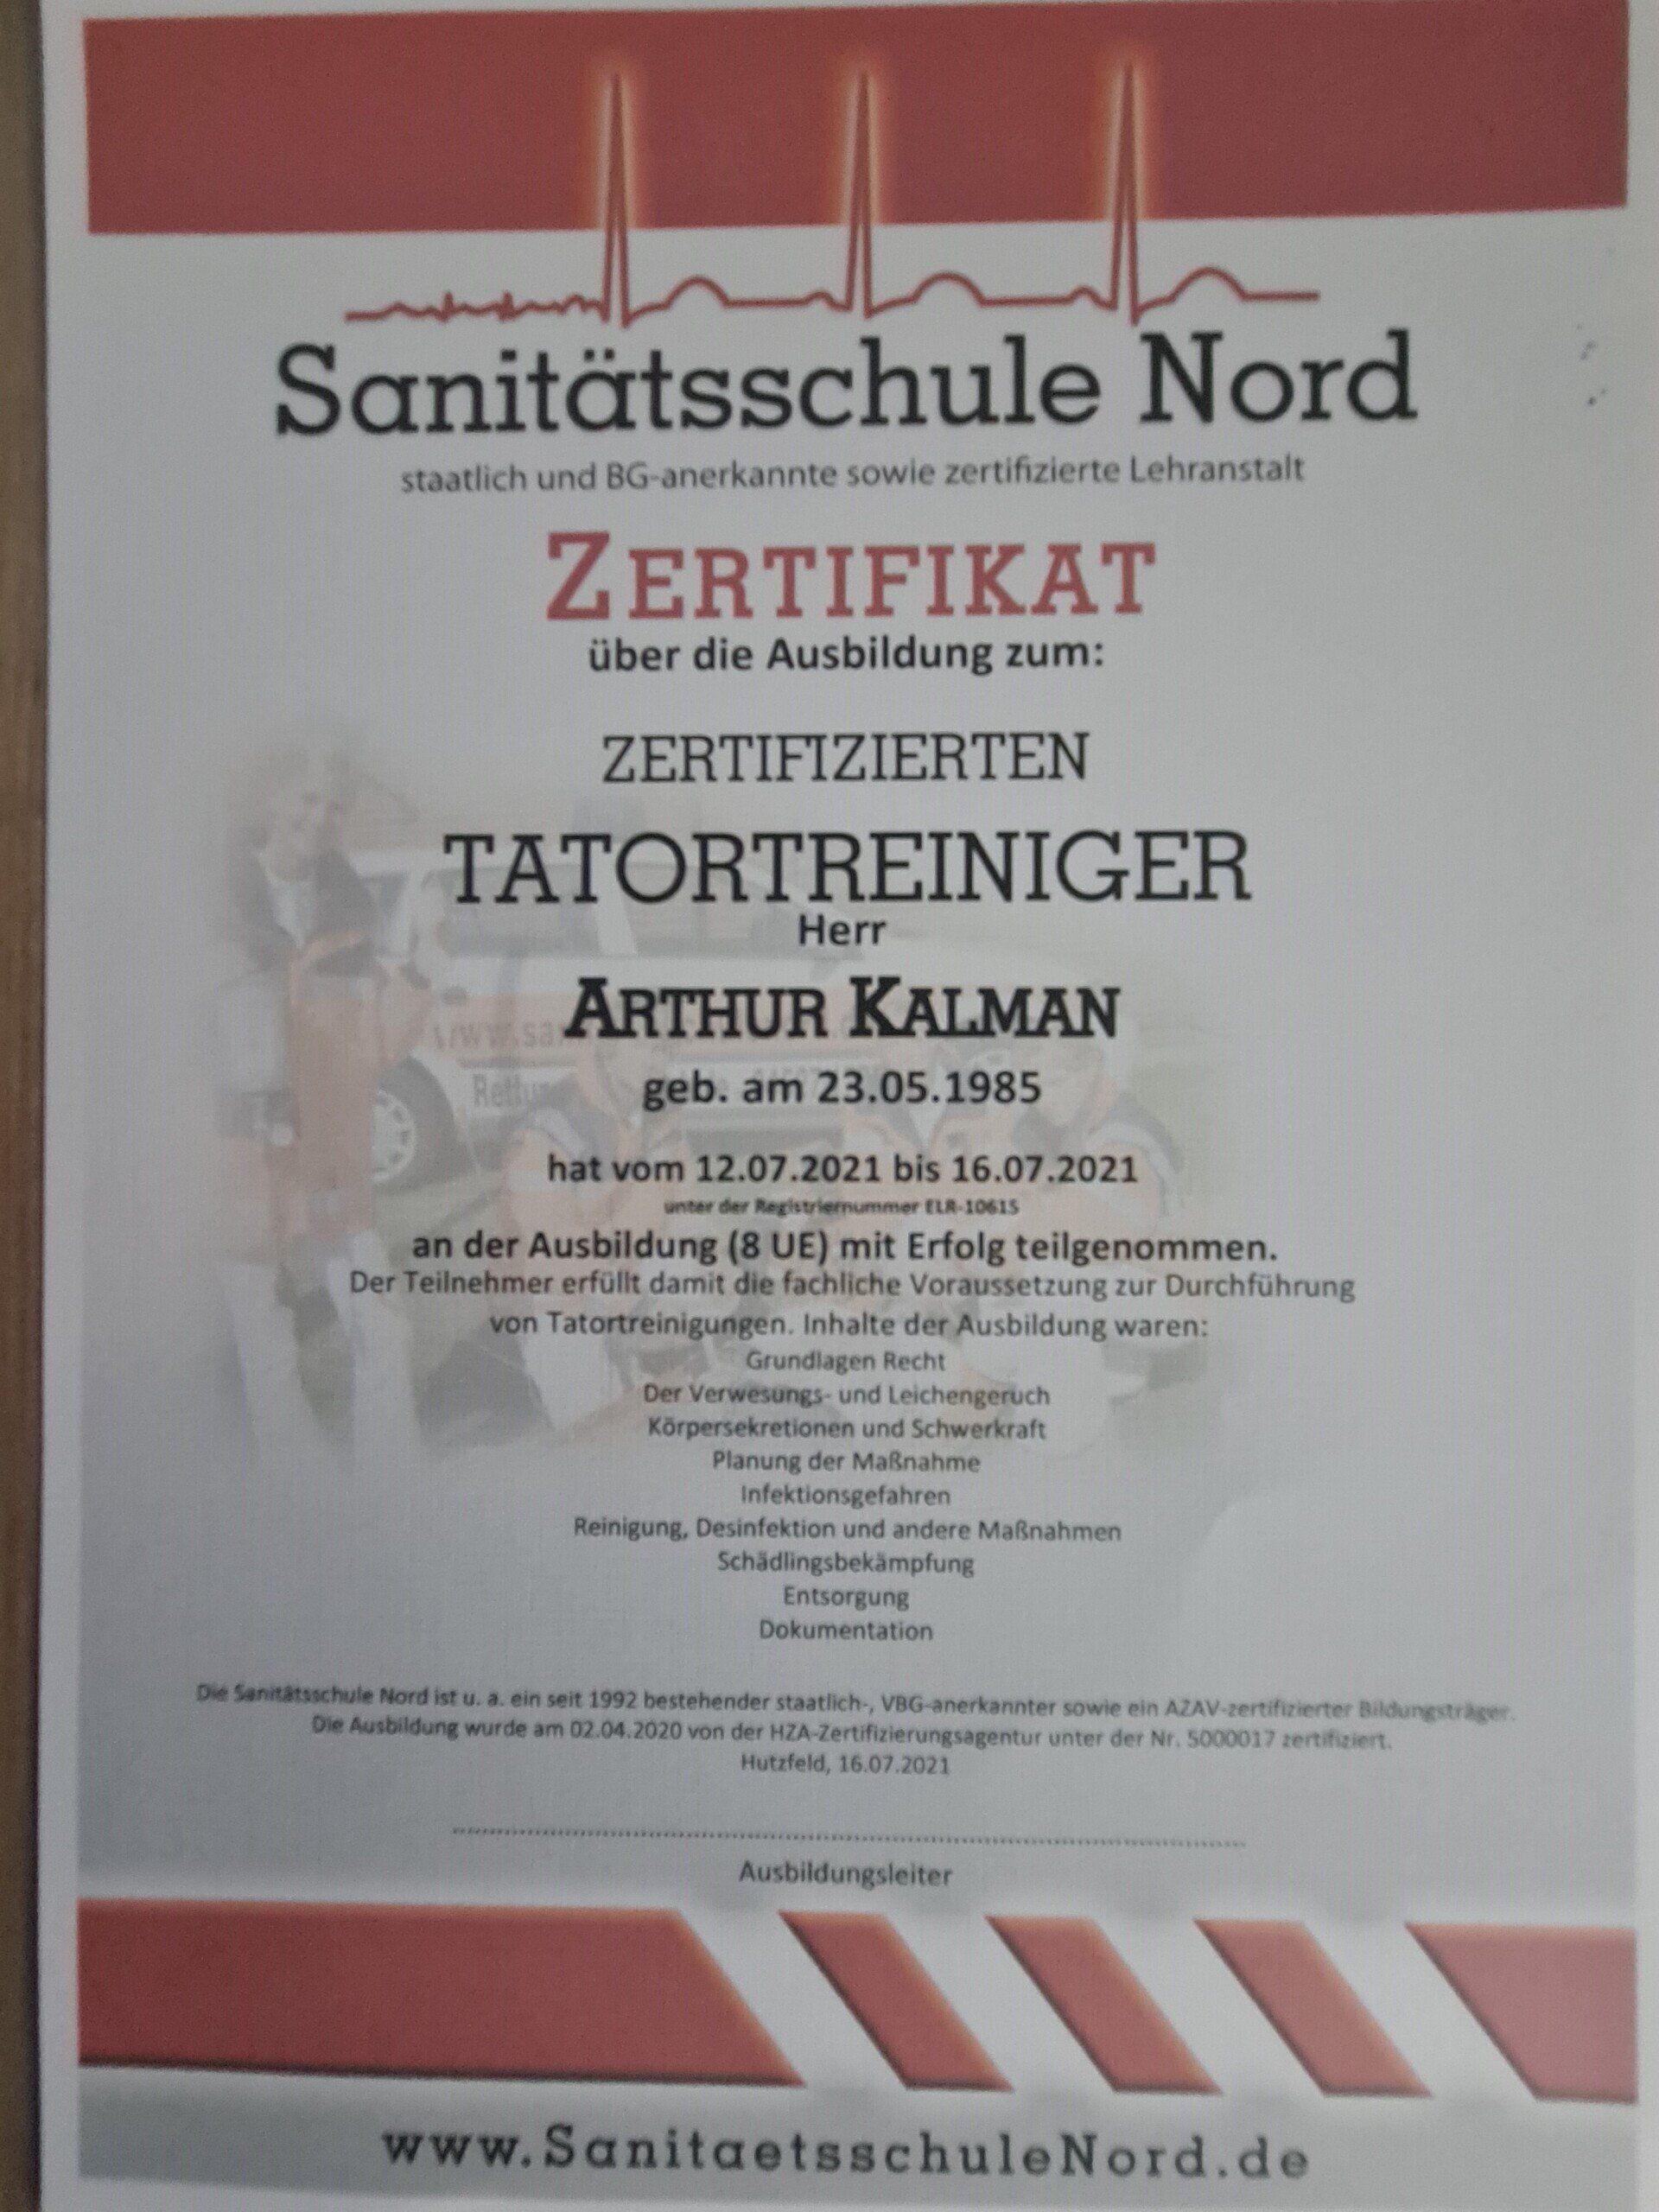 Sanitätsschule Nord
staatlich und BG-anerkannte sowie zertifizierte Lehranstalt
ZERTIFIKAT
über die Ausbildung zum:
ZERTIFIZIERTEN
TATORTREINIGER
Herr
ARTHUR KALMAN
geb. am 23.05.1985
hat vom 12.07.2021 bis 16.07.2021
unter der Registriernummer ELR-10615
an der Ausbildung (8 UE) mit Erfolg teilgenommen.
Der Teilnehmer erfüllt damit die fachliche Voraussetzung zur Durchführung
von Tatortreinigungen. Inhalte der Ausbildung waren:
Grundlagen Recht
Der Verwesungs- und Leichengeruch
Körpersekretionen und Schwerkraft
Planung der Maßnahme
Infektionsgefahren
Reinigung, Desinfektion und andere Maßnahmen
Schädlingsbekämpfung
Entsorgung
Dokumentation
Die Sanitätsschule Nord ist u. a. ein seit 1992 bestehender staatlich-, VBG-anerkannter sowie ein AZAV-zertifizierter Bildungsträger.
Die Ausbildung wurde am 02.04.2020 von der HZA-Zertifizierungsagentur unter der Nr. 5000017 zertifiziert.
Hutzfeld, 16.07.2021
Ausbildungsleiter
www.SanitaetsschuleNord.de